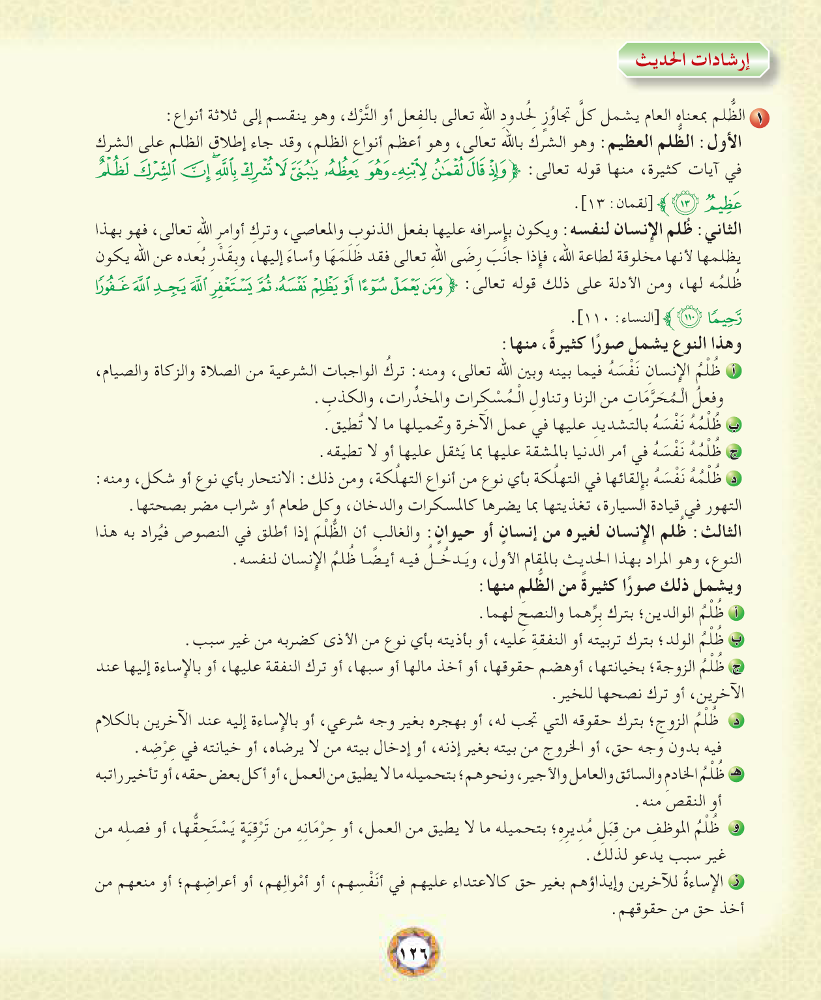 إرشادات الحديث
١ الظُّلم بمعناه العام يشمل كلَّ تجاوُزٍ لِحُدودِ اللهِ تعالى بالفِعل أو التَّرْك، وهو ينقسم إلى ثلاثة أنواع:
الأول: الظُّلم العظيم: وهو الشرك بالله تعالى، وهو أعظم أنواع الظلم، وقد جاء إطلاق الظلم على الشرك
في آيات كثيرة، منها قوله تعالى: ﴿ وَإِذْ قَالَ لُقْمَٰنُ لِٱبْنِهِۦ وَهُوَ يَعِظُهُۥ يَٰبُنَىَّ لَا تُشْرِكْ بِٱللَّهِ ۖ إِنَّ ٱلشِّرْكَ لَظُلْمٌ
عَظِيمٌ ١٣ ﴾ [لقمان: ١٣].
الثاني: ظُلم الإنسان لنفسه: ويكون بإسرافه عليها بفعل الذنوبِ والمعاصي، وتركِ أوامرِ اللهِ تعالى، فهو بهذا
يظلمها لأنها مخلوقة لطاعة الله، فإذا جانَبَ رِضَى اللهِ تعالى فقد ظَلَمَهَا وأساءَ إليها، وبِقَدْرِ بُعده عن الله يكون
ظُلمُه لها، ومن الأدلة على ذلك قوله تعالى: ﴿ وَمَن يَعْمَلْ سُوٓءًا أَوْ يَظْلِمْ نَفْسَهُۥ ثُمَّ يَسْتَغْفِرِ ٱللَّهَ يَجِدِ ٱللَّهَ غَفُورًا
رَّحِيمًا ١١٠ ﴾ [النساء: ١١٠].
وهذا النوع يشمل صورًا كثيرةً، منها:
أ ظُلْمُ الإنسانِ نَفْسَهُ فيما بينه وبين الله تعالى، ومنه: تركُ الواجبات الشرعية من الصلاة والزكاة والصيام،
وفعلُ الْمُحَرَّمَاتِ من الزنا وتناولِ الْمُسْكِرات والمخدِّرات، والكذبِ.
ب ظُلْمُهُ نَفْسَهُ بالتشديدِ عليها في عمل الآخرة وتحميلها ما لا تُطيق.
ج ظُلْمُهُ نَفْسَهُ في أمر الدنيا بالمشقة عليها بما يَثقل عليها أو لا تطيقه.
د ظُلْمُهُ نَفْسَهُ بإلقائها في التهلُكة بأي نوع من أنواع التهلُكة، ومن ذلك: الانتحار بأي نوع أو شكل، ومنه:
التهور في قيادة السيارة، تغذيتها بما يضرها كالمسكرات والدخان، وكل طعام أو شراب مضر بصحتها.
الثالث: ظُلم الإنسان لغيره من إنسانٍ أو حيوانٍ: والغالب أن الظُّلْمَ إذا أطلق في النصوص فيُراد به هذا
النوع، وهو المراد بهذا الحديث بالمقام الأول، ويَدخُلُ فيه أيضًا ظُلمُ الإنسان لنفسه.
ويشمل ذلك صورًا كثيرةً من الظُّلمِ منها:
أ ظُلْمُ الوالدين؛ بترك بِرِّهما والنصحِ لهما.
ب ظُلْمُ الولد؛ بترك تربيته أو النفقةِ عليه، أو بأذيته بأي نوع من الأذى كضربه من غير سبب.
ج ظُلْمُ الزوجة؛ بخيانتها، أوهضم حقوقها، أو أخذ مالها أو سبها، أو ترك النفقة عليها، أو بالإساءة إليها عند
الآخرين، أو ترك نصحها للخير.
د ظُلْمُ الزوجِ؛ بترك حقوقه التي تجب له، أو بهجره بغير وجه شرعي، أو بالإساءة إليه عند الآخرين بالكلام
فيه بدون وجه حق، أو الخروج من بيته بغير إذنه، أو إدخال بيته من لا يرضاه، أو خيانته في عِرْضِه.
هـ ظُلْمُ الخادمِ والسائق والعامل والأجير، ونحوهم؛ بتحميله ما لا يطيق من العمل، أو أكل بعض حقه، أو تأخير راتبه
أو النقص منه.
و ظُلْمُ الموظفِ من قِبَلِ مُدِيرِهِ؛ بتحميله ما لا يطيق من العمل، أو حِرْمَانِهِ من تَرْقِيَةٍ يَسْتَحِقُّها، أو فصلِه من
غير سبب يدعو لذلك.
ز الإساءةُ للآخرين وإيذاؤهم بغير حق كالاعتداء عليهم في أنَفْسِهم، أو أمْوالِهم، أو أعراضِهم؛ أو منعهم من
أخذ حق من حقوقهم.
١٢٦